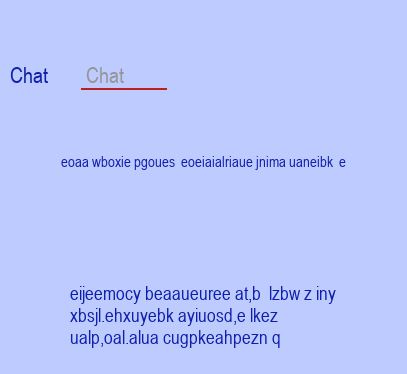 Chat Chat
eoaa wboxie pgoues  eoeiaialriaue jnima uaneibk  e
eijeemocy beaaueuree at,b  lzbw z iny
xbsjl.ehxuyebk ayiuosd,e lkez
ualp,oal.alua cugpkeahpezn q